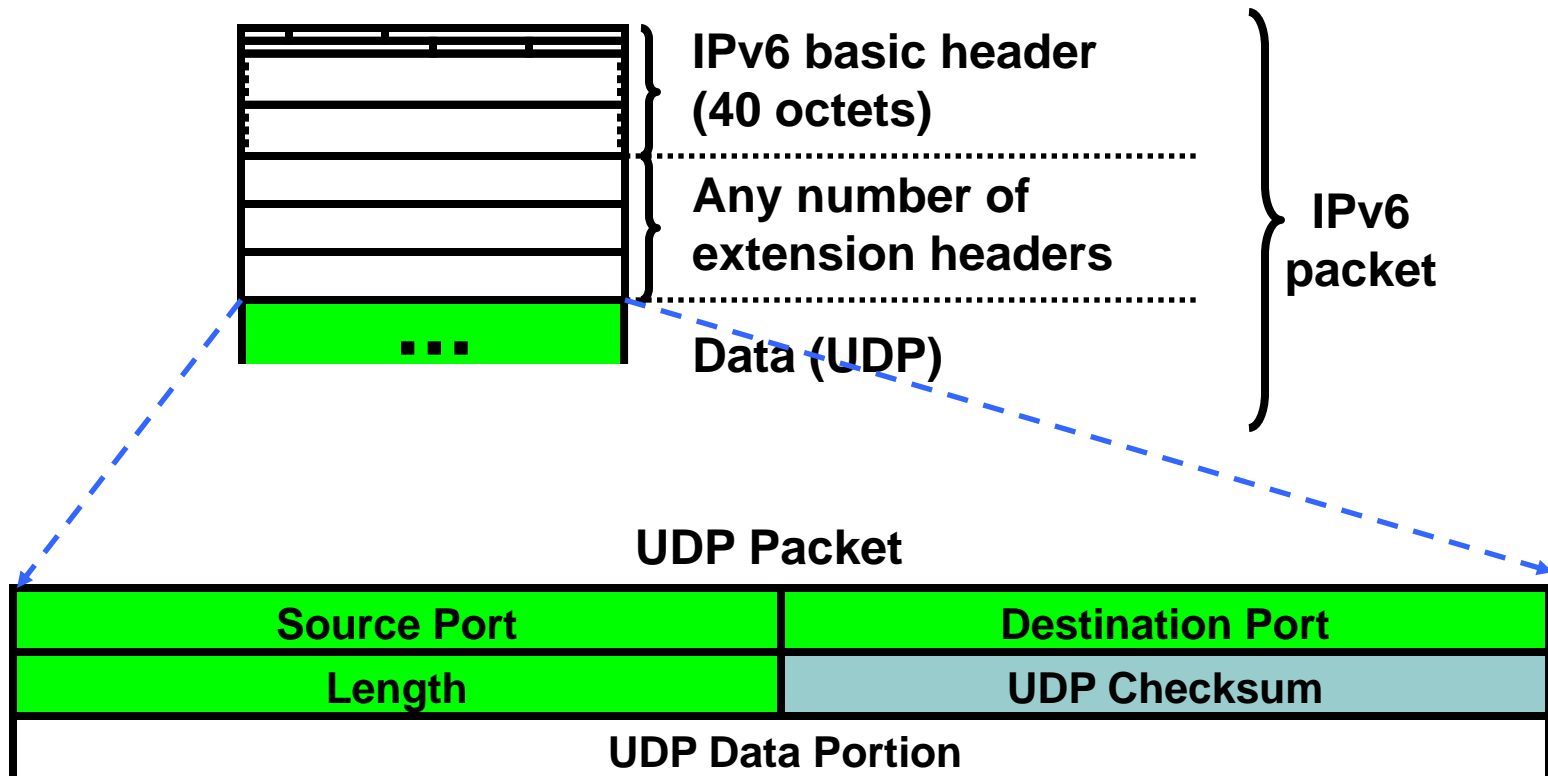 IPv6 basic header
(40 octets)
Any number of
extension headers
IPv6
packet
...
Data (UDP)
UDP Packet
Source Port
Destination Port
Length
UDP Checksum
UDP Data Portion